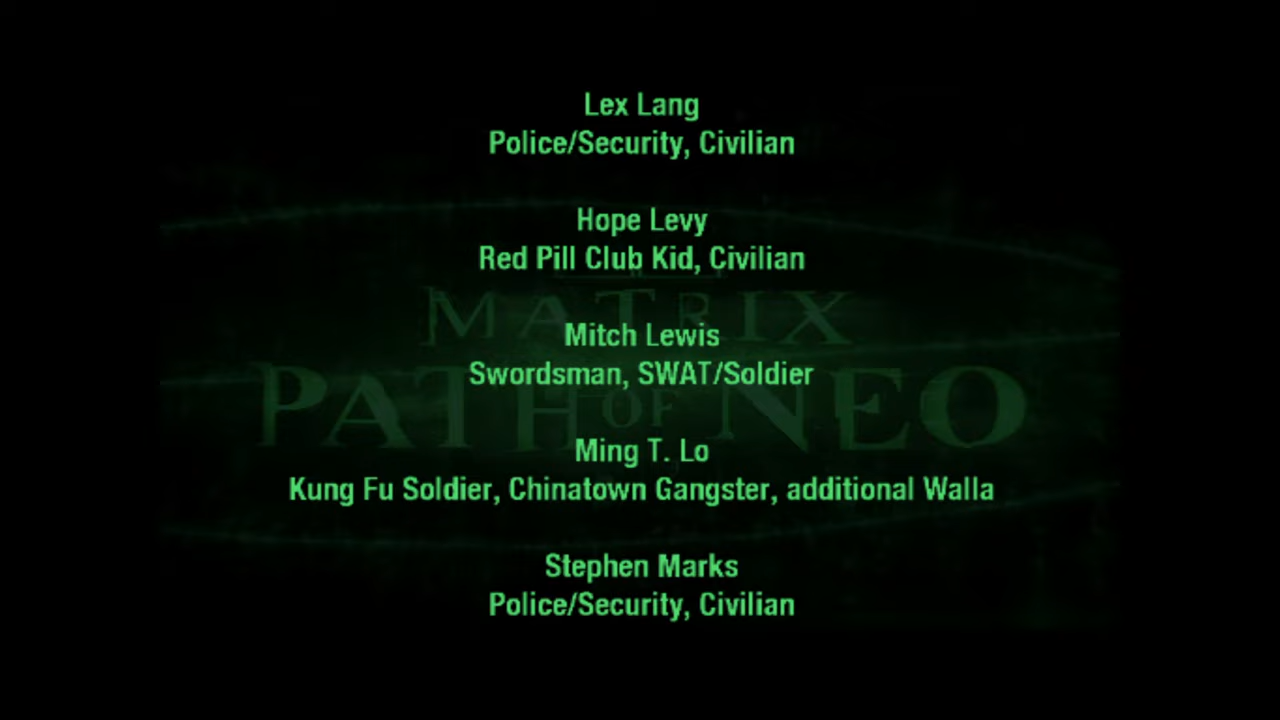 Lex Lang
Police/Security, Civilian
Hope Levy
Red Pill Club Kid, Civilian
MATRIX
Mitch Lewis
Swordsman, SWAT/Soldier
PATH OF NEO
Ming T. Lo
Kung Fu Soldier, Chinatown Gangster, additional Walla
Stephen Marks
Police/Security, Civilian